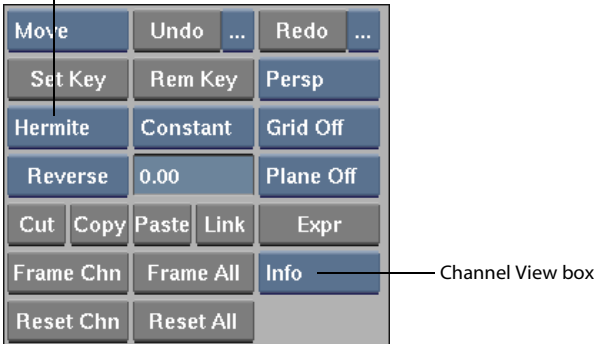 Move Undo ... Redo ...
Set Key Rem Key Persp
Hermite Constant Grid Off
Reverse 0.00 Plane Off
Cut Copy Paste Link Expr
Frame Chn Frame All Info Channel View box
Reset Chn Reset All